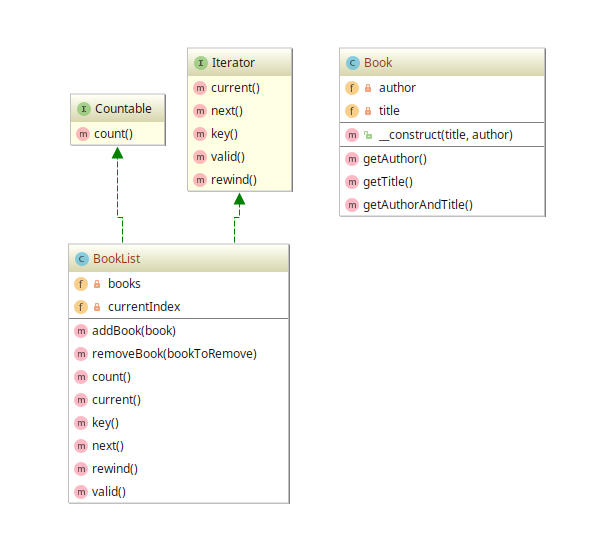 I Countable
m count()
I Iterator
m current()
m next()
m key()
m valid()
m rewind()
C Book
f author
f title
m __construct(title, author)
m getAuthor()
m getTitle()
m getAuthorAndTitle()
C BookList
f books
f currentIndex
m addBook(book)
m removeBook(bookToRemove)
m count()
m current()
m key()
m next()
m rewind()
m valid()